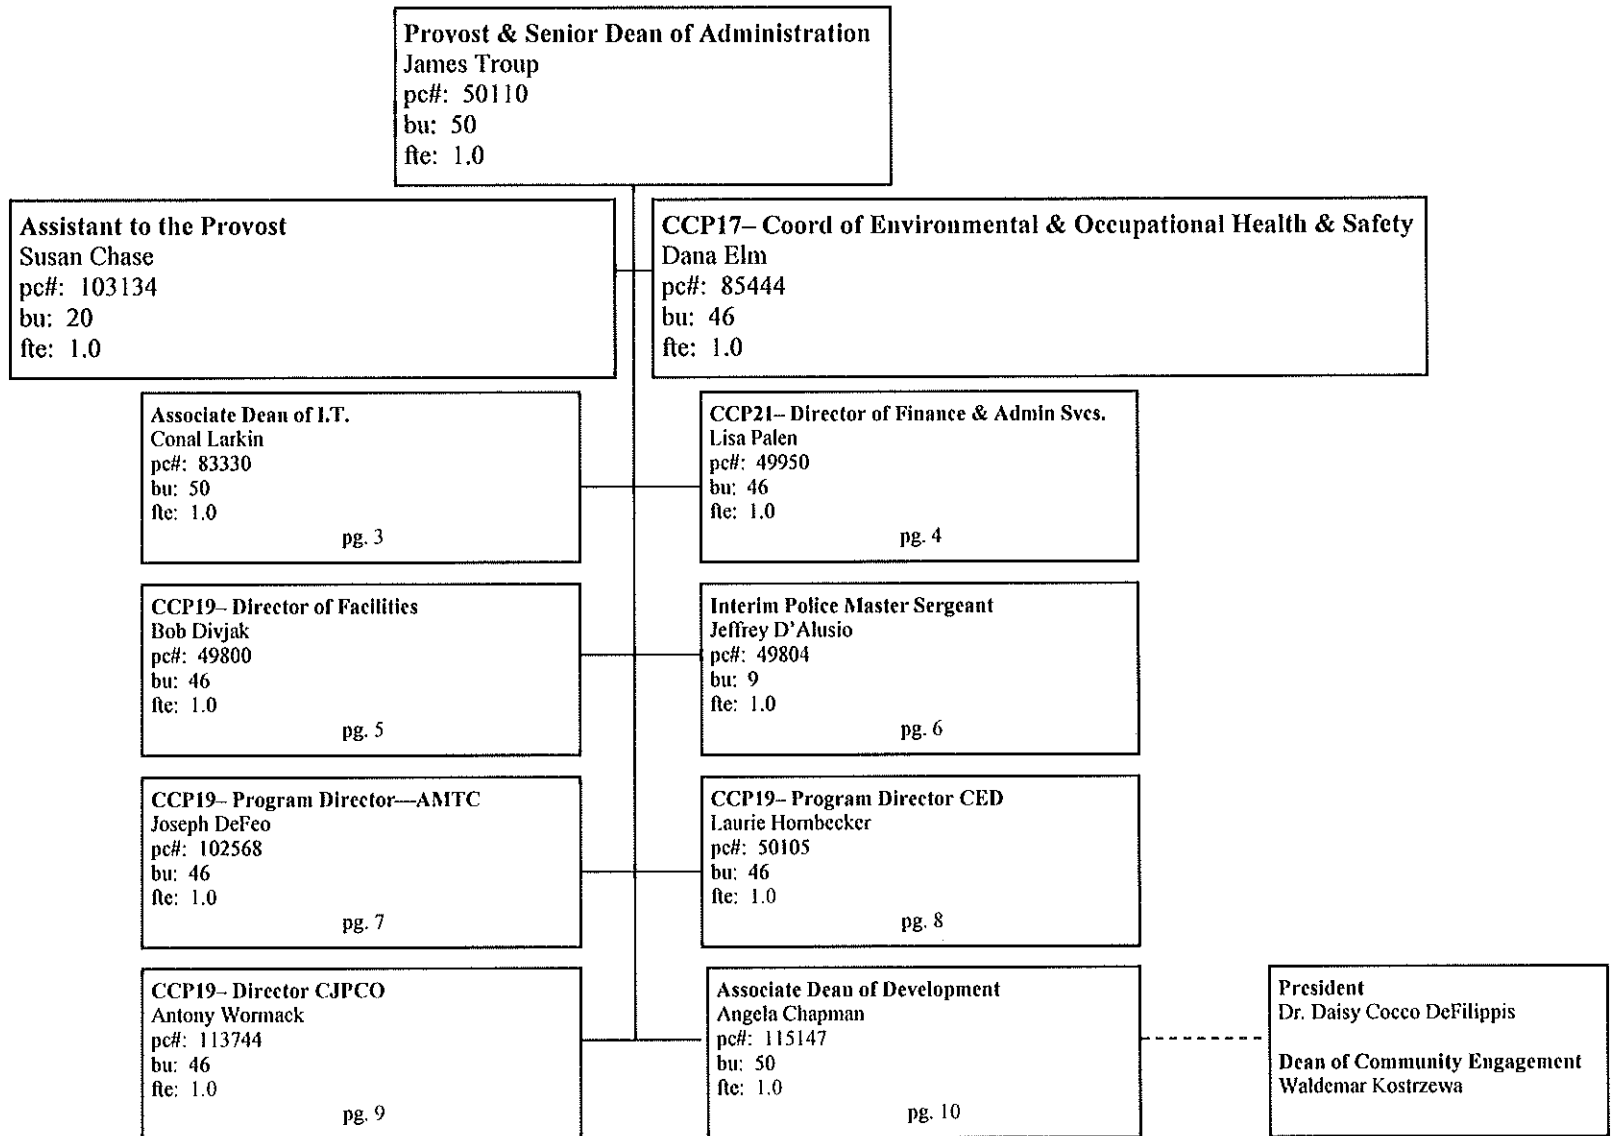 Provost & Senior Dean of Administration
James Troup
pc#: 50110
bu: 50
fte: 1.0
Assistant to the Provost
Susan Chase
pc#: 103134
bu: 20
fte: 1.0
CCP17– Coord of Environmental & Occupational Health & Safety
Dana Elm
pc#: 85444
bu: 46
fte: 1.0
Associate Dean of I.T.
Conal Larkin
pc#: 83330
bu: 50
fte: 1.0
pg. 3
CCP21– Director of Finance & Admin Svcs.
Lisa Palen
pc#: 49950
bu: 46
fte: 1.0
pg. 4
CCP19– Director of Facilities
Bob Divjak
pc#: 49800
bu: 46
fte: 1.0
pg. 5
Interim Police Master Sergeant
Jeffrey D'Alusio
pc#: 49804
bu: 9
fte: 1.0
pg. 6
CCP19– Program Director—AMTC
Joseph DeFeo
pc#: 102568
bu: 46
fte: 1.0
pg. 7
CCP19– Program Director CED
Laurie Hornbecker
pc#: 50105
bu: 46
fte: 1.0
pg. 8
CCP19– Director CJPCO
Antony Wormack
pc#: 113744
bu: 46
fte: 1.0
pg. 9
Associate Dean of Development
Angela Chapman
pc#: 115147
bu: 50
fte: 1.0
pg. 10
President
Dr. Daisy Cocco DeFilippis
Dean of Community Engagement
Waldemar Kostrzewa